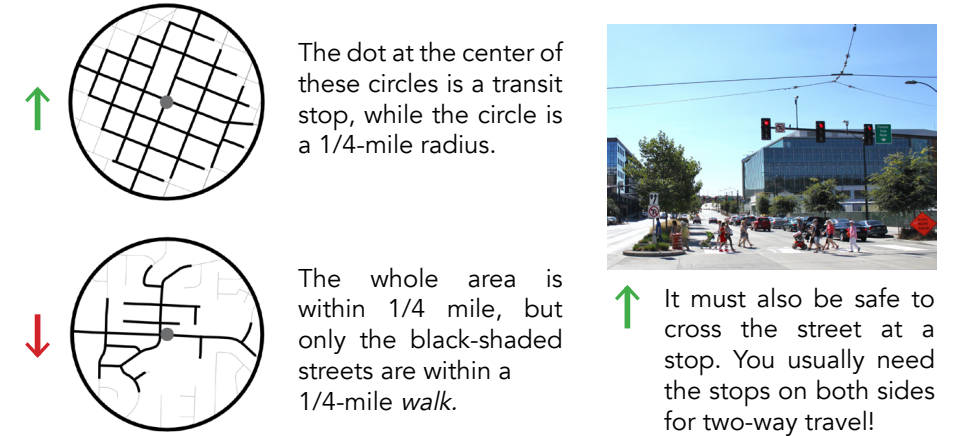 The dot at the center of
these circles is a transit
stop, while the circle is
a 1/4-mile radius.
The whole area is
within 1/4 mile, but
only the black-shaded
streets are within a
1/4-mile walk.
It must also be safe to
cross the street at a
stop. You usually need
the stops on both sides
for two-way travel!